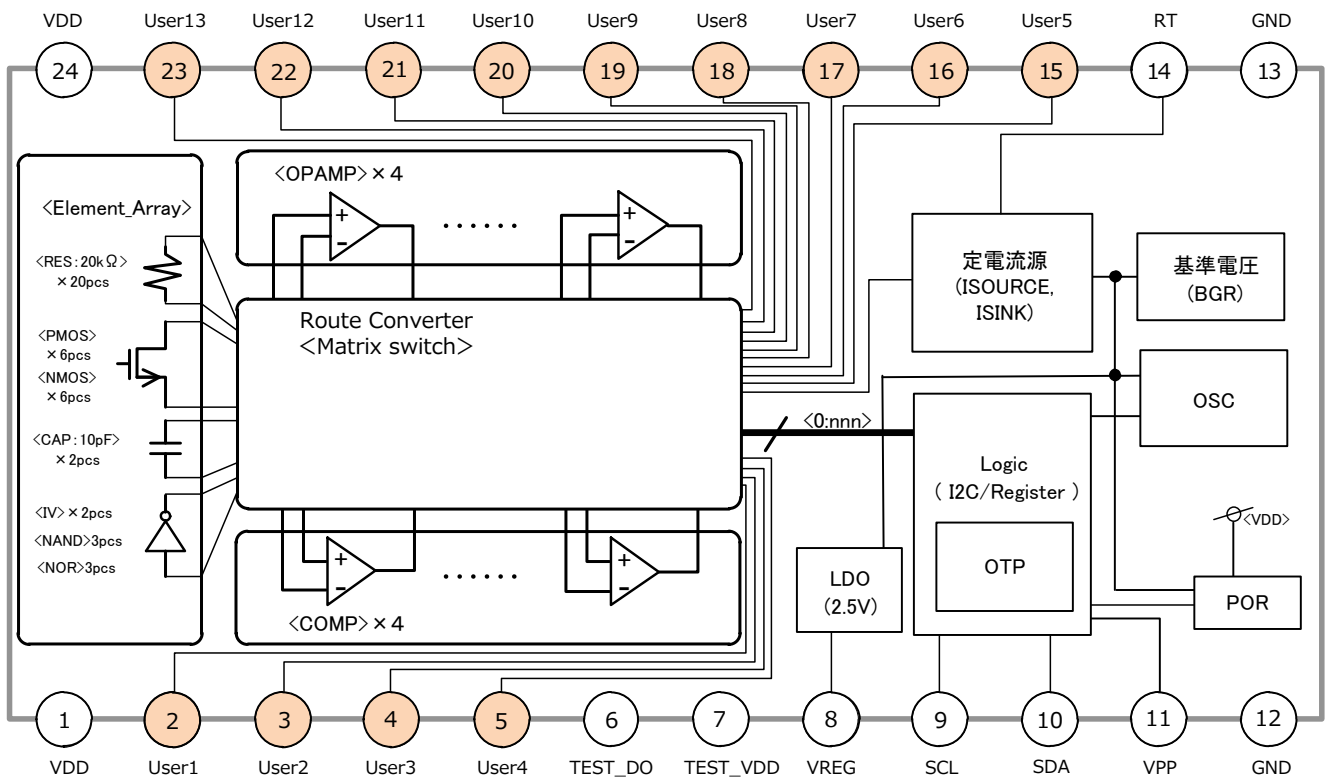 VDD User13 User12 User11 User10 User9 User8 User7 User6 User5 RT GND
24 23 22 21 20 19 18 17 16 15 14 13
<OPAMP>×4
+
-
······
+
-
<Element_Array>
<RES:20kΩ>
×20pcs
<PMOS>
×6pcs
<NMOS>
×6pcs
<CAP:10pF>
×2pcs
<IV>×2pcs
<NAND>3pcs
<NOR>3pcs
Route Converter
<Matrix switch>
+
-
······
+
-
<COMP>×4
定電流源
(ISOURCE,
ISINK)
基準電圧
(BGR)
OSC
<0:nnn>
Logic
( I2C/Register )
OTP
LDO
(2.5V)
<VDD>
POR
1 2 3 4 5 6 7 8 9 10 11 12
VDD User1 User2 User3 User4 TEST_DO TEST_VDD VREG SCL SDA VPP GND